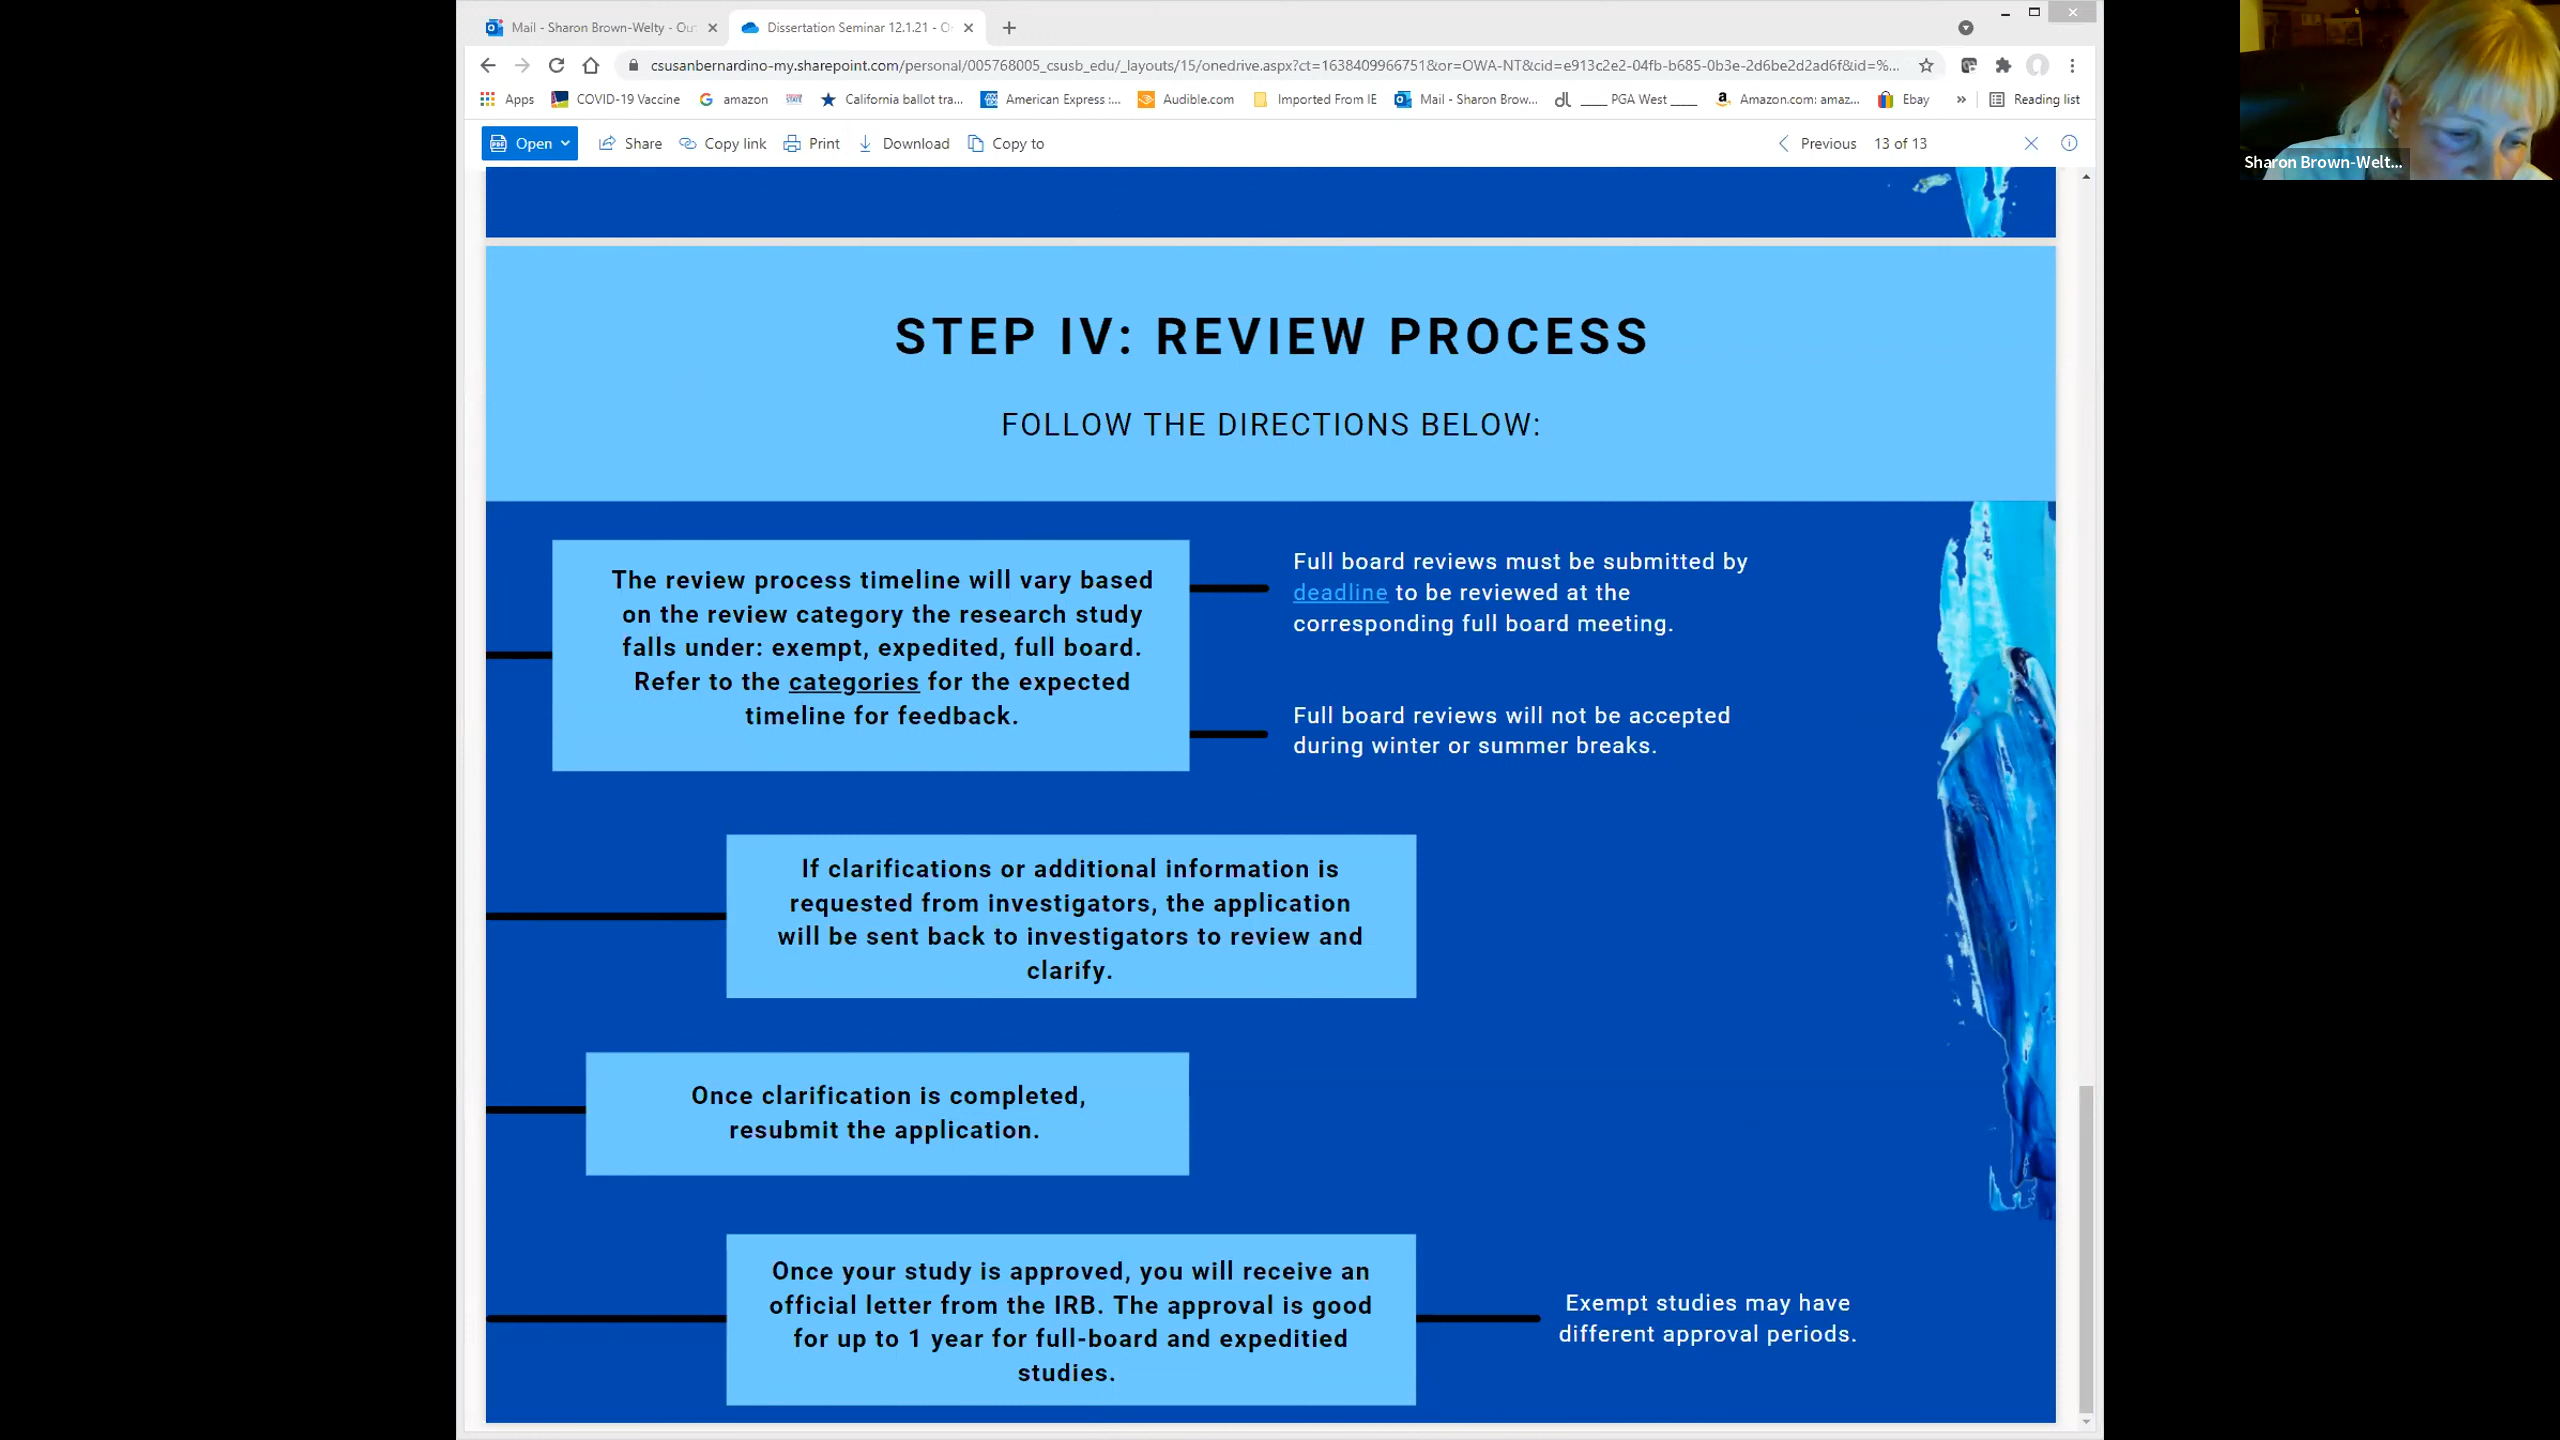 Mail - Sharon Brown-Welty - Ou
Dissertation Seminar 12.1.21 - O
csusanbernardino-my.sharepoint.com/personal/005768005_csusb_edu/_layouts/15/onedrive.aspx?ct=1638409966751&or=OWA-NT&cid=e913c2e2-04fb-b685-0b3e-2d6be2d2ad6f&id=%...
Apps COVID-19 Vaccine amazon California ballot tra... American Express :... Audible.com Imported From IE Mail - Sharon Brow... ____ PGA West ____ Amazon.com: amaz... Ebay » Reading list
Open Share Copy link Print Download Copy to Previous 13 of 13
Sharon Brown-Welt...
STEP IV: REVIEW PROCESS
FOLLOW THE DIRECTIONS BELOW:
The review process timeline will vary based
on the review category the research study
falls under: exempt, expedited, full board.
Refer to the categories for the expected
timeline for feedback.
Full board reviews must be submitted by
deadline to be reviewed at the
corresponding full board meeting.
Full board reviews will not be accepted
during winter or summer breaks.
If clarifications or additional information is
requested from investigators, the application
will be sent back to investigators to review and
clarify.
Once clarification is completed,
resubmit the application.
Once your study is approved, you will receive an
official letter from the IRB. The approval is good
for up to 1 year for full-board and expeditied
studies.
Exempt studies may have
different approval periods.